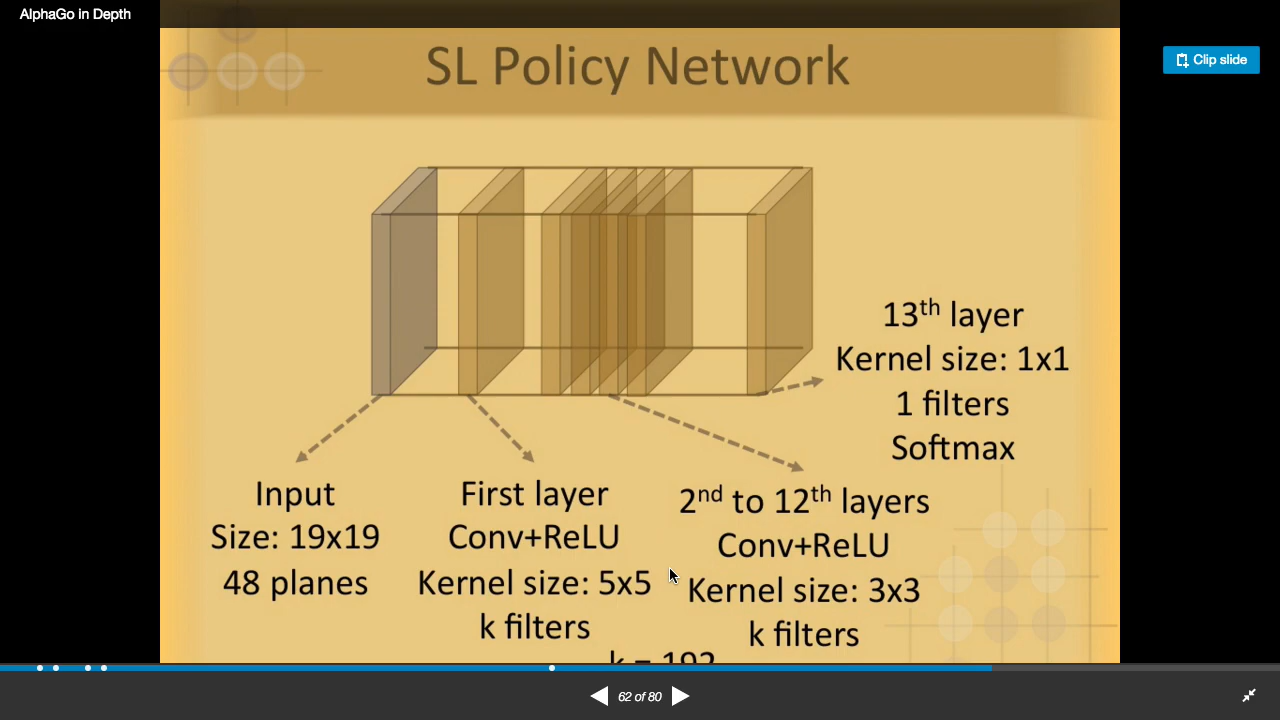 AlphaGo in Depth
Clip slide
SL Policy Network
13th layer
Kernel size: 1x1
1 filters
Softmax
Input
Size: 19x19
48 planes
First layer
Conv+ReLU
Kernel size: 5x5
k filters
2nd to 12th layers
Conv+ReLU
Kernel size: 3x3
k filters
k = 192
62 of 80